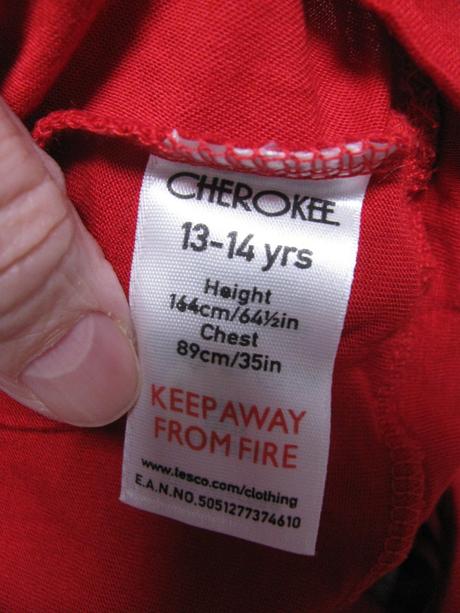 CHEROKEE
13-14 yrs
Height
164cm/64½in
Chest
89cm/35in
KEEP AWAY
FROM FIRE
www.tesco.com/clothing
E.A.N.NO.5051277374610